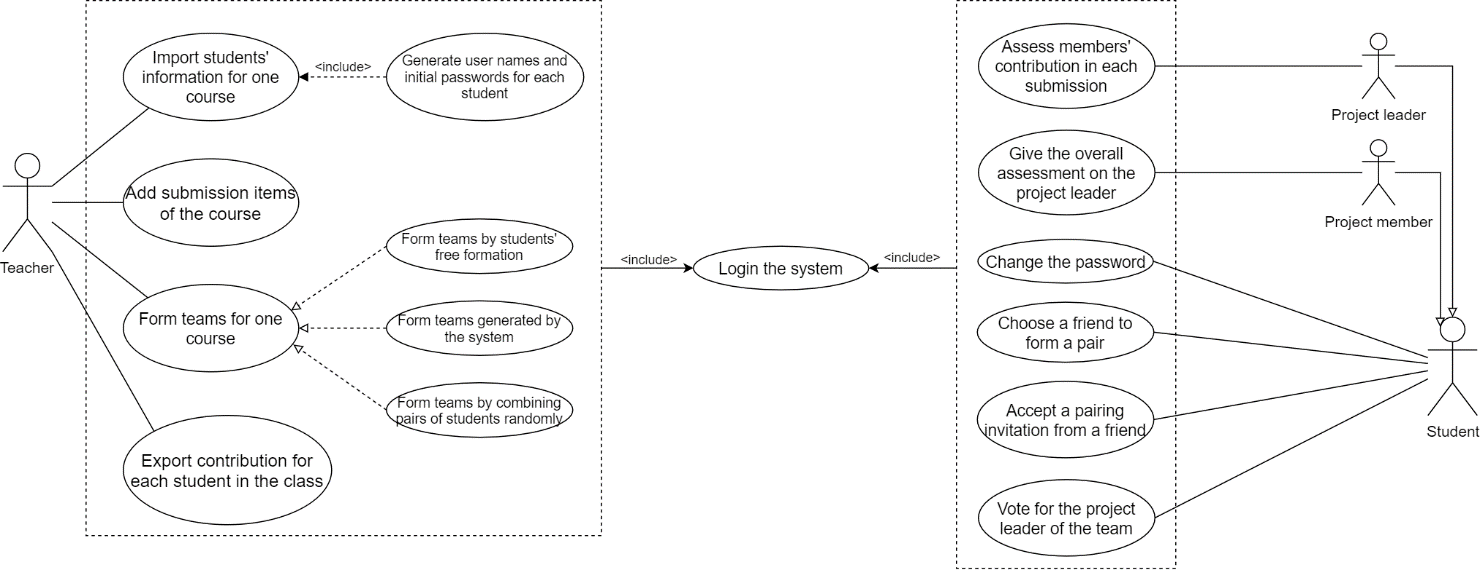 Import students'
information for one
course
<include>
Generate user names and
initial passwords for each
student
Add submission items
of the course
Teacher
Form teams for one
course
Form teams by students'
free formation
Form teams generated by
the system
Form teams by combining
pairs of students randomly
Export contribution for
each student in the class
<include>
Login the system
<include>
Assess members'
contribution in each
submission
Give the overall
assessment on the
project leader
Change the password
Choose a friend to
form a pair
Accept a pairing
invitation from a friend
Vote for the project
leader of the team
Project leader
Project member
Student